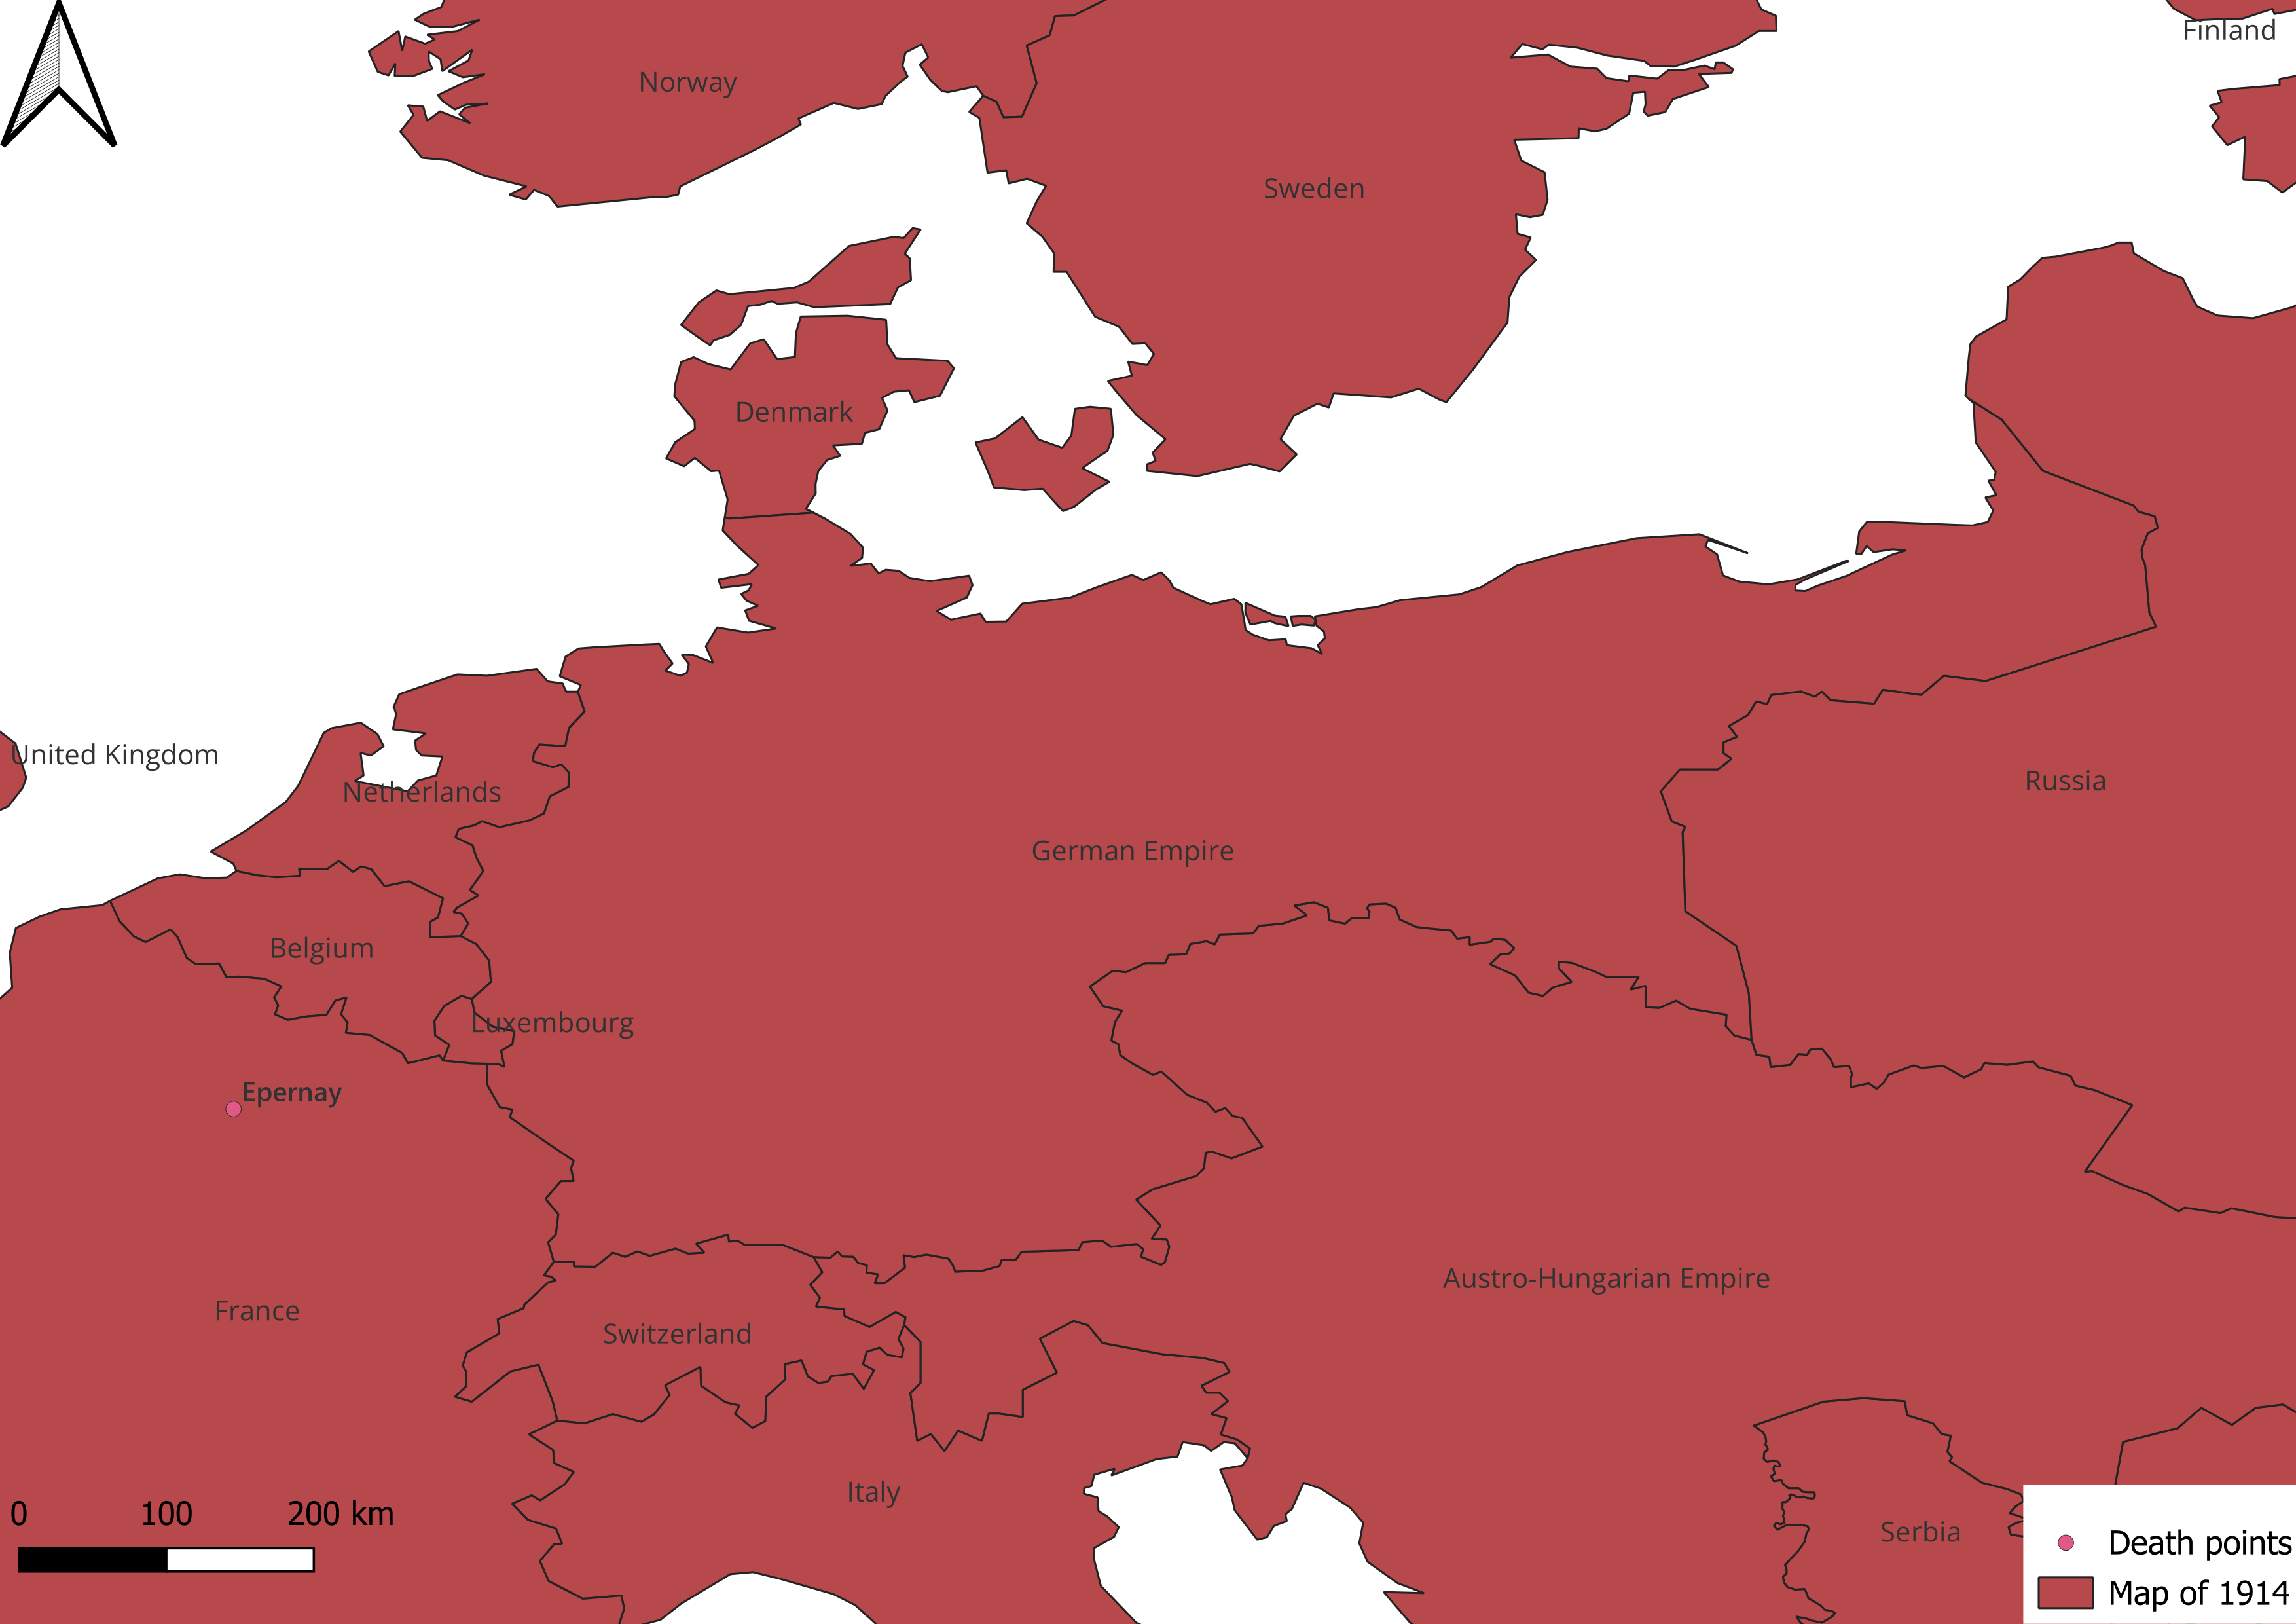 Finland
Norway
Sweden
Denmark
United Kingdom
Netherlands
Russia
German Empire
Belgium
Luxembourg
Epernay
Austro-Hungarian Empire
France
Switzerland
Italy
0 100 200 km
Serbia
Death points
Map of 1914